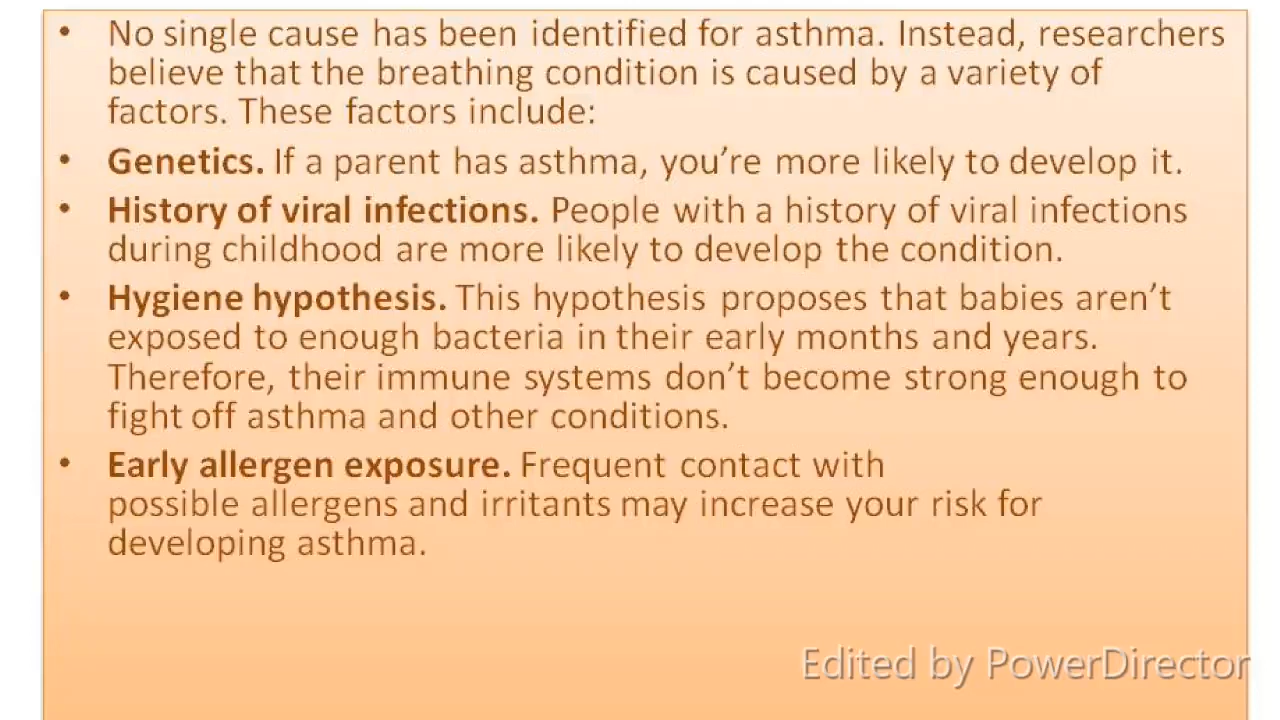 • No single cause has been identified for asthma. Instead, researchers
believe that the breathing condition is caused by a variety of
factors. These factors include:
• Genetics. If a parent has asthma, you’re more likely to develop it.
• History of viral infections. People with a history of viral infections
during childhood are more likely to develop the condition.
• Hygiene hypothesis. This hypothesis proposes that babies aren’t
exposed to enough bacteria in their early months and years.
Therefore, their immune systems don’t become strong enough to
fight off asthma and other conditions.
• Early allergen exposure. Frequent contact with
possible allergens and irritants may increase your risk for
developing asthma.
Edited by PowerDirector